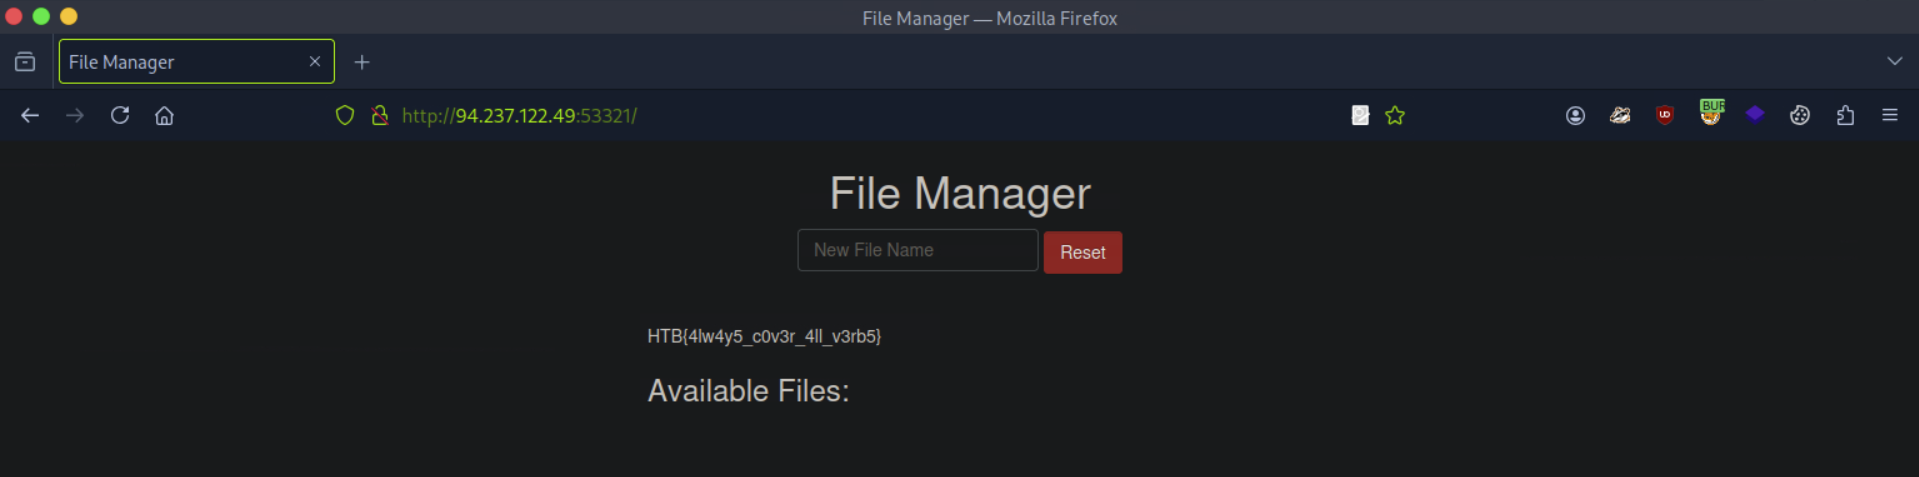 File Manager — Mozilla Firefox
File Manager
http://94.237.122.49:53321/
BUR
File Manager
New File Name
Reset
HTB{4lw4y5_c0v3r_4ll_v3rb5}
Available Files: